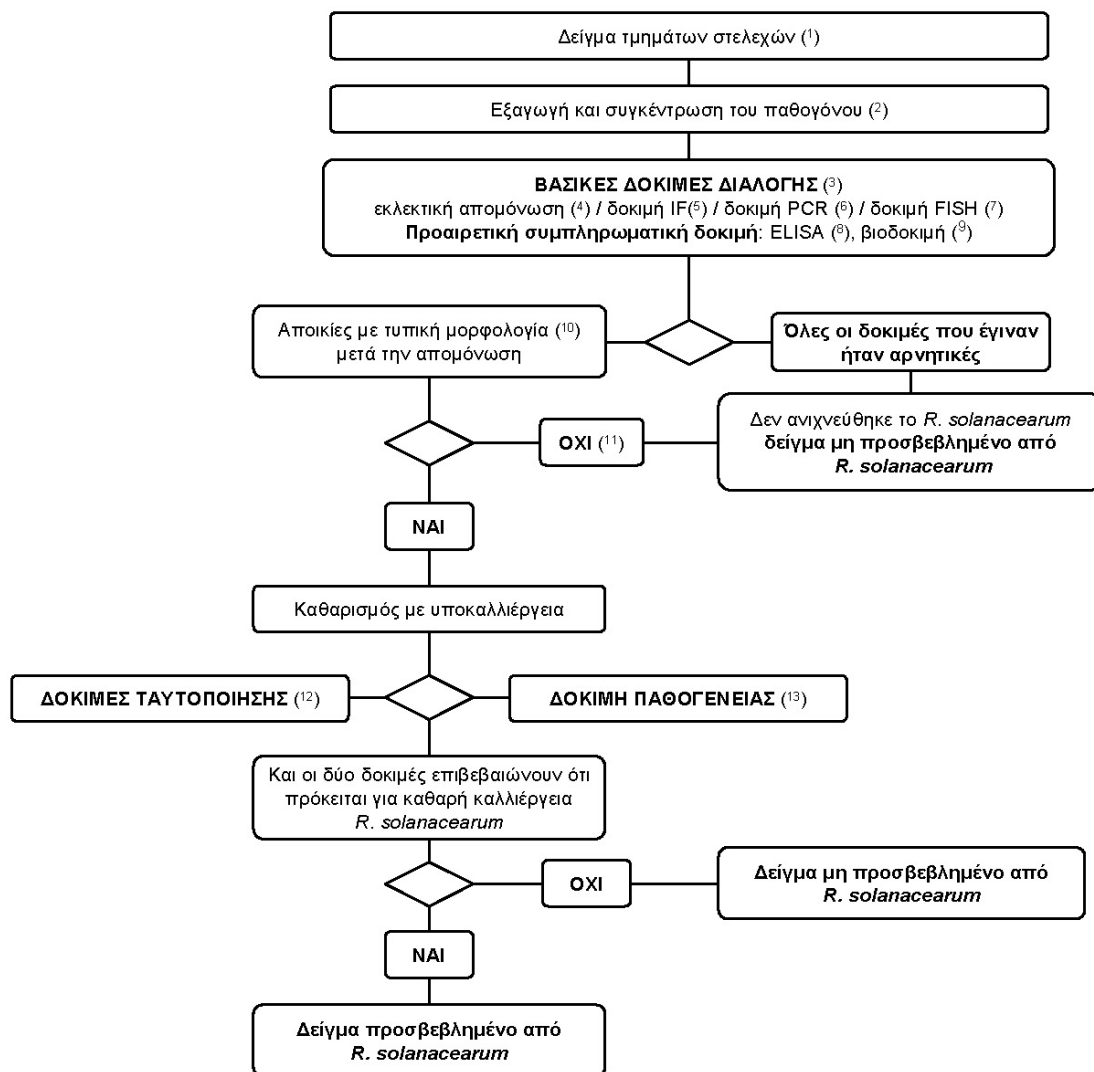 Δείγμα τμημάτων στελεχών (1)
Εξαγωγή και συγκέντρωση του παθογόνου (2)
ΒΑΣΙΚΕΣ ΔΟΚΙΜΕΣ ΔΙΑΛΟΓΗΣ (3)
εκλεκτική απομόνωση (4) / δοκιμή IF(5) / δοκιμή PCR (6) / δοκιμή FISH (7)
Προαιρετική συμπληρωματική δοκιμή: ELISA (8), βιοδοκιμή (9)
Αποικίες με τυπική μορφολογία (10)
μετά την απομόνωση
Όλες οι δοκιμές που έγιναν
ήταν αρνητικές
ΟΧΙ (11)
Δεν ανιχνεύθηκε το R. solanacearum
δείγμα μη προσβεβλημένο από
R. solanacearum
ΝΑΙ
Καθαρισμός με υποκαλλιέργεια
ΔΟΚΙΜΕΣ ΤΑΥΤΟΠΟΙΗΣΗΣ (12)
ΔΟΚΙΜΗ ΠΑΘΟΓΕΝΕΙΑΣ (13)
Και οι δύο δοκιμές επιβεβαιώνουν ότι
πρόκειται για καθαρή καλλιέργεια
R. solanacearum
ΟΧΙ
Δείγμα μη προσβεβλημένο από
R. solanacearum
ΝΑΙ
Δείγμα προσβεβλημένο από
R. solanacearum